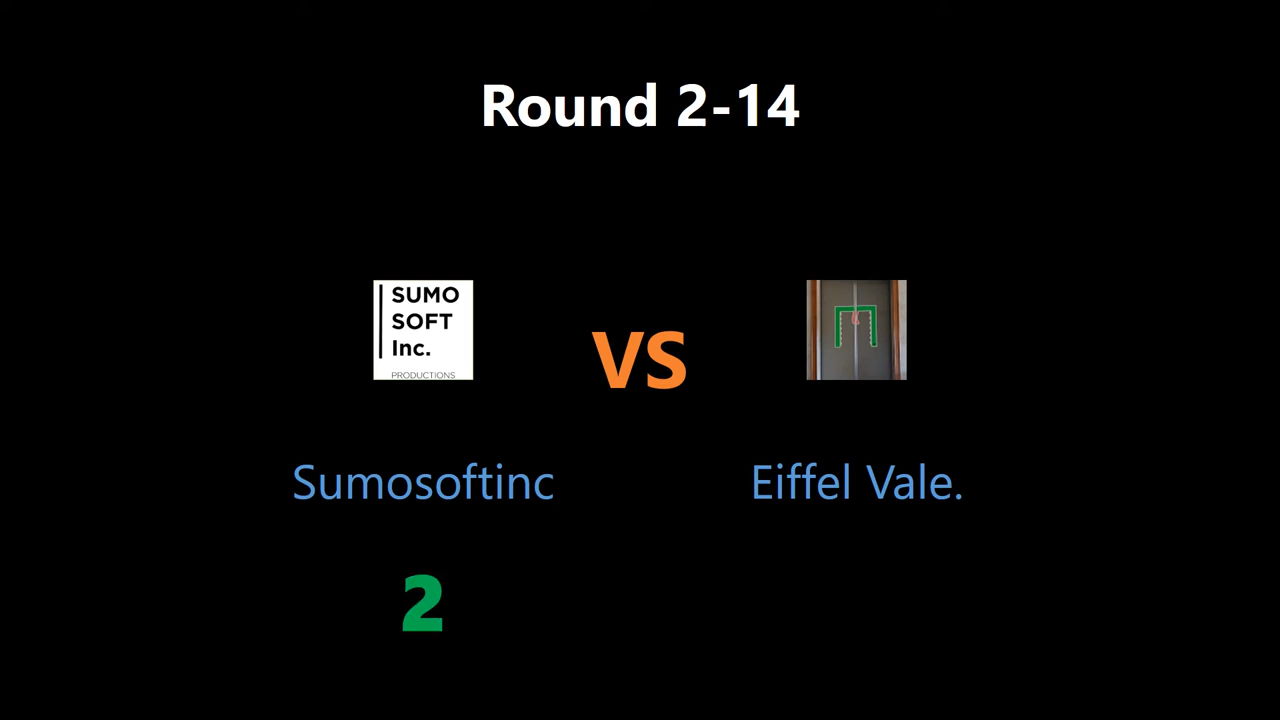 Round 2-14
SUMO
SOFT
Inc.
PRODUCTIONS
VS
Sumosoftinc
Eiffel Vale.
2